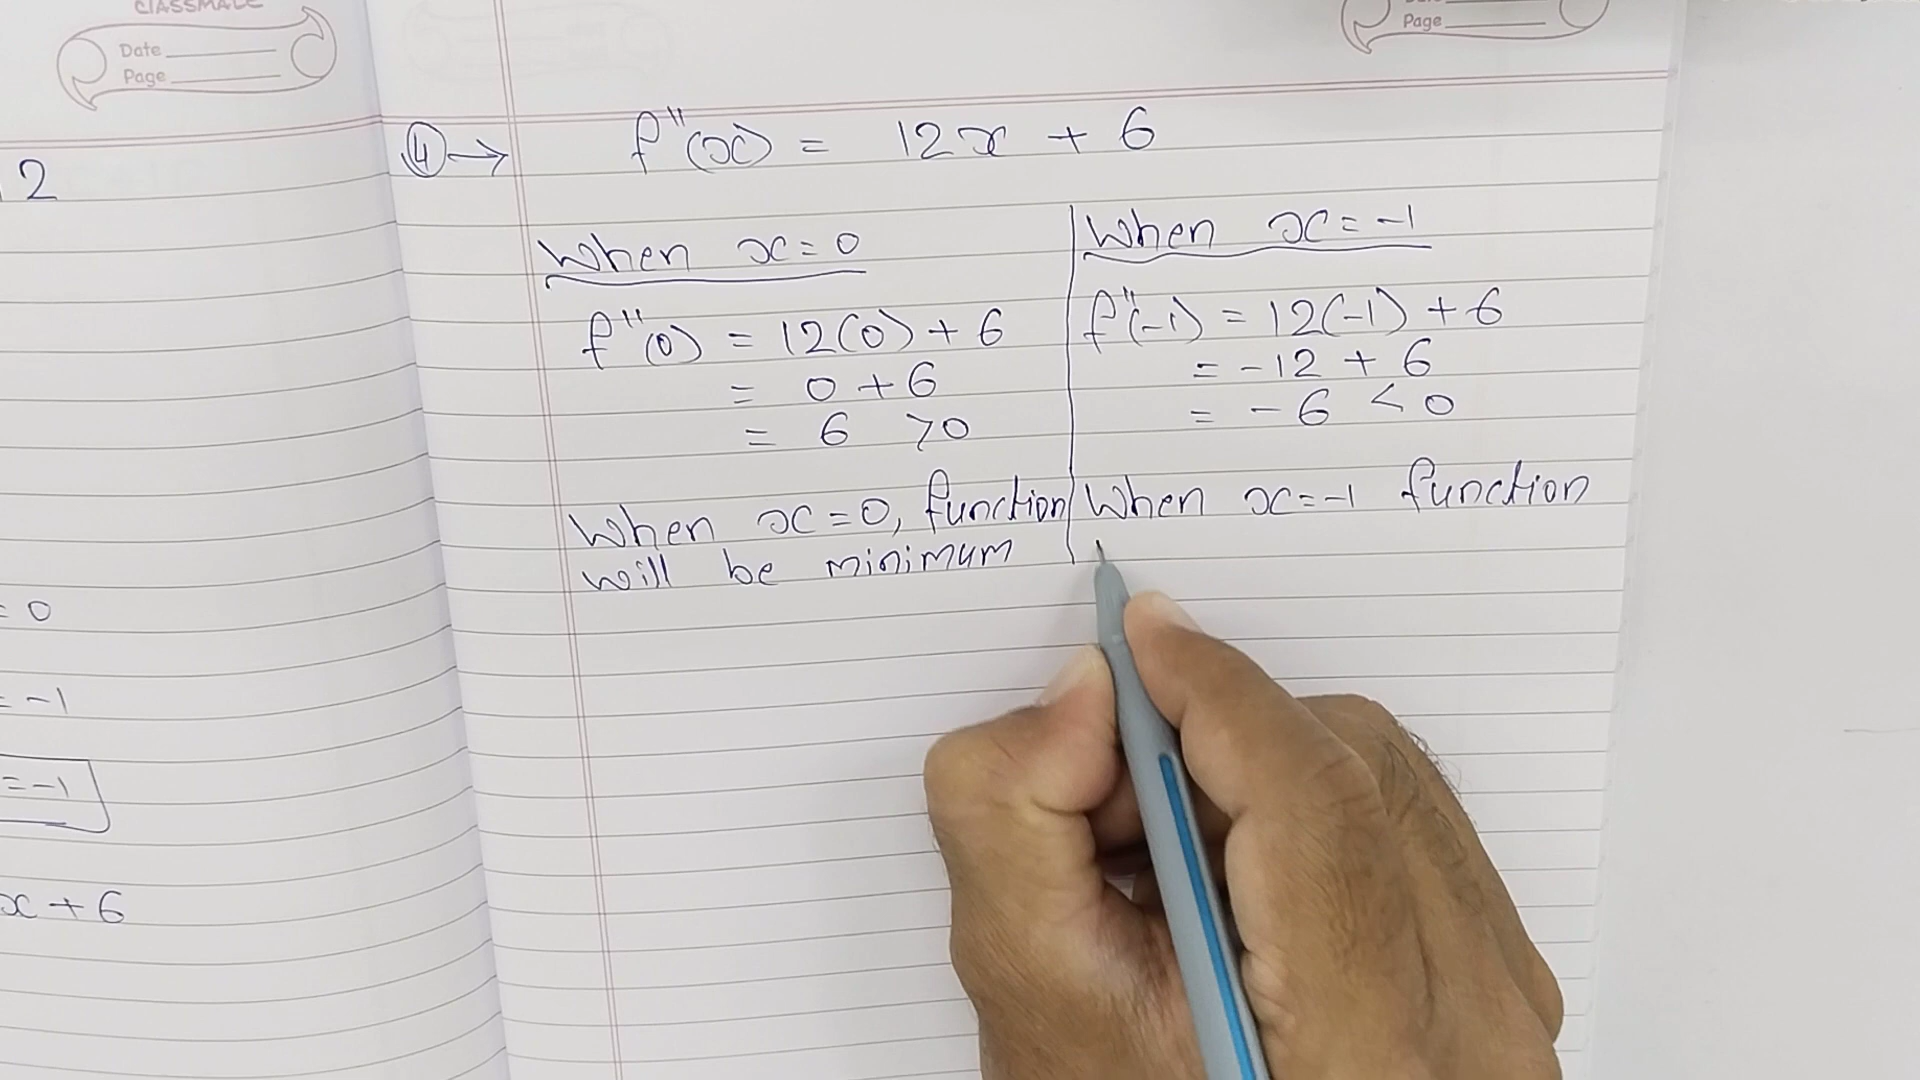 CLASSMATE
Date
Page
Page
2
= 0
= -1
= -1
x + 6
④→ f"(x) = 12x + 6
When x=0
f"(0) = 12(0) + 6
= 0 + 6
= 6 >0
When x=0, function
will be minimum
When x=-1
f"(-1) = 12(-1) + 6
= -12 + 6
= -6 < 0
When x=-1 function